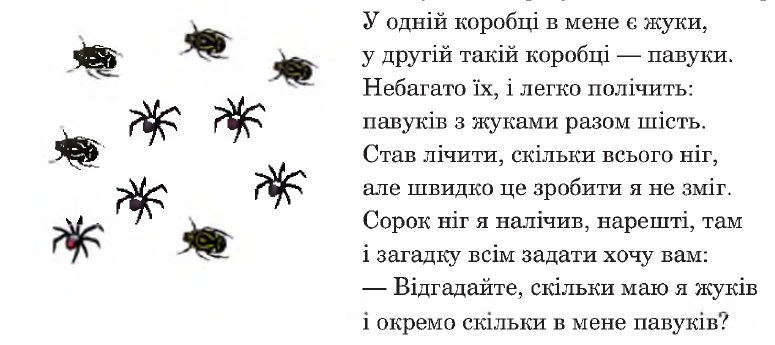 У одній коробці в мене є жуки,
у другій такій коробці — павуки.
Небагато їх, і легко полічить:
павуків з жуками разом шість.
Став лічити, скільки всього ніг,
але швидко це зробити я не зміг.
Сорок ніг я налічив, нарешті, там
і загадку всім задати хочу вам:
— Відгадайте, скільки маю я жуків
і окремо скільки в мене павуків?